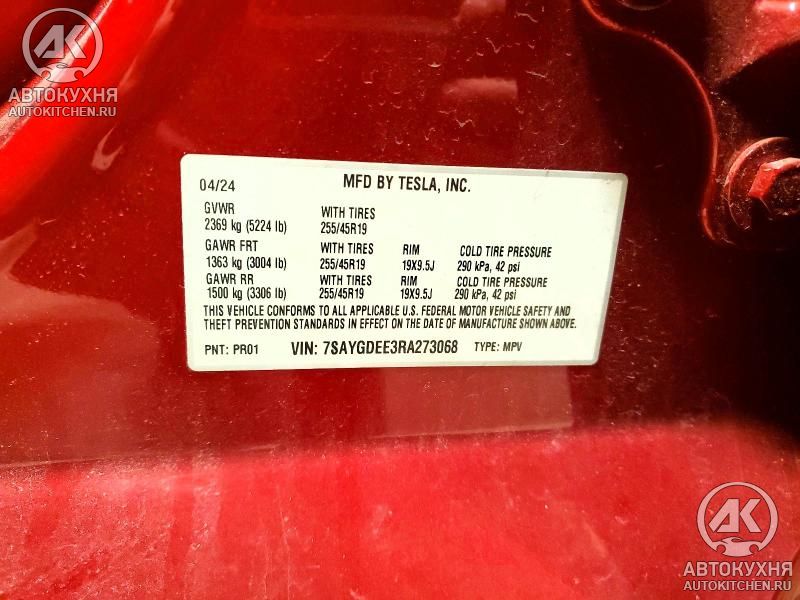 АК
АВТОКУХНЯ
AUTOKITCHEN.RU
04/24 MFD BY TESLA, INC.
GVWR WITH TIRES
2369 kg (5224 lb) 255/45R19
GAWR FRT WITH TIRES RIM COLD TIRE PRESSURE
1363 kg (3004 lb) 255/45R19 19X9.5J 290 kPa, 42 psi
GAWR RR WITH TIRES RIM COLD TIRE PRESSURE
1500 kg (3306 lb) 255/45R19 19X9.5J 290 kPa, 42 psi
THIS VEHICLE CONFORMS TO ALL APPLICABLE U.S. FEDERAL MOTOR VEHICLE SAFETY AND
THEFT PREVENTION STANDARDS IN EFFECT ON THE DATE OF MANUFACTURE SHOWN ABOVE.
PNT: PR01 VIN: 7SAYGDEE3RA273068 TYPE: MPV
АК
АВТОКУХНЯ
AUTOKITCHEN.RU